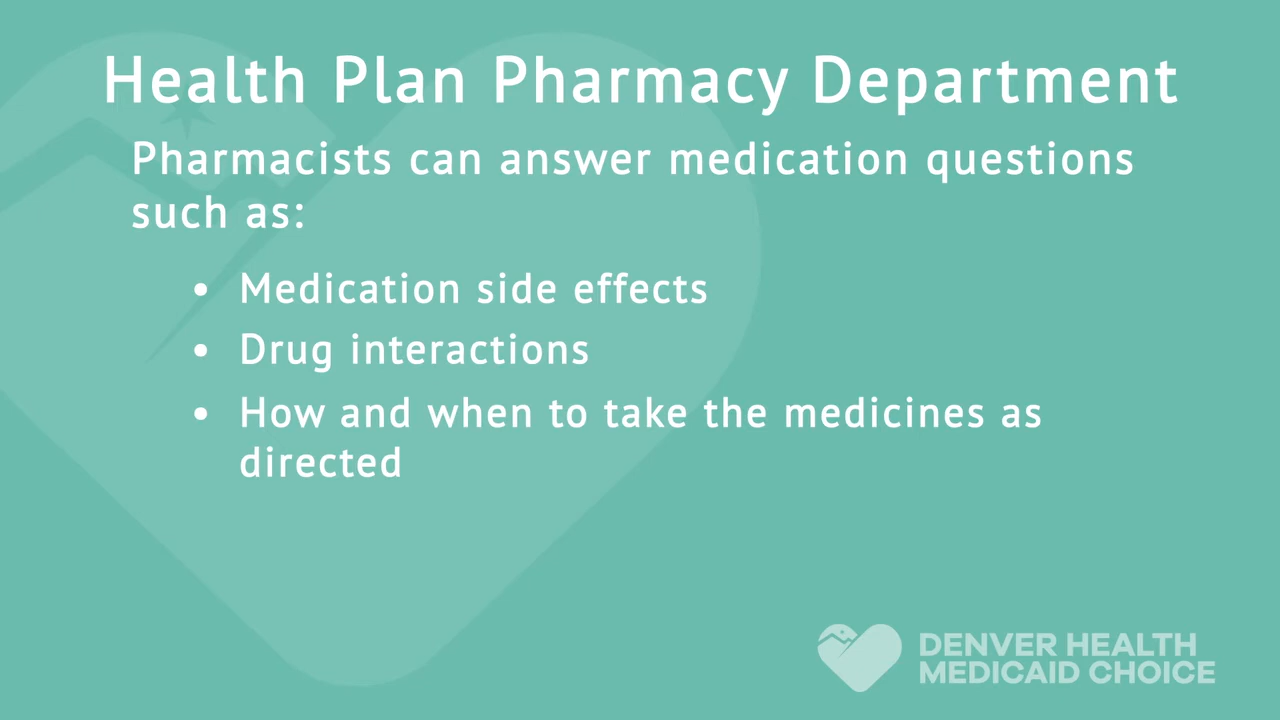 Health Plan Pharmacy Department
Pharmacists can answer medication questions
such as:
• Medication side effects
• Drug interactions
• How and when to take the medicines as
directed
DENVER HEALTH
MEDICAID CHOICE